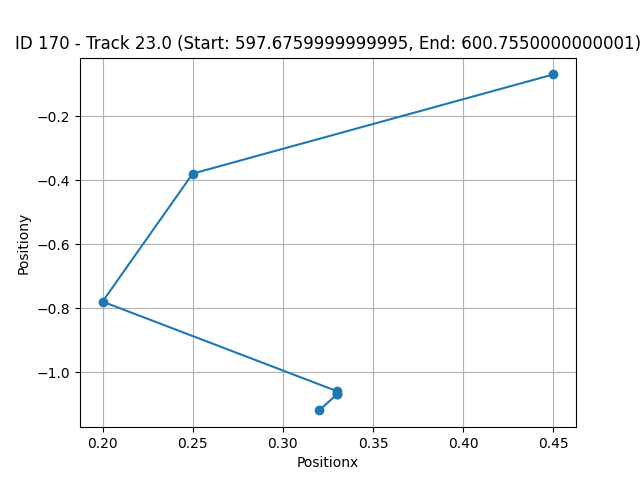 ID 170 - Track 23.0 (Start: 597.6759999999995, End: 600.7550000000001)
Positiony
−0.2
−0.4
−0.6
−0.8
−1.0
0.20 0.25 0.30 0.35 0.40 0.45
Positionx